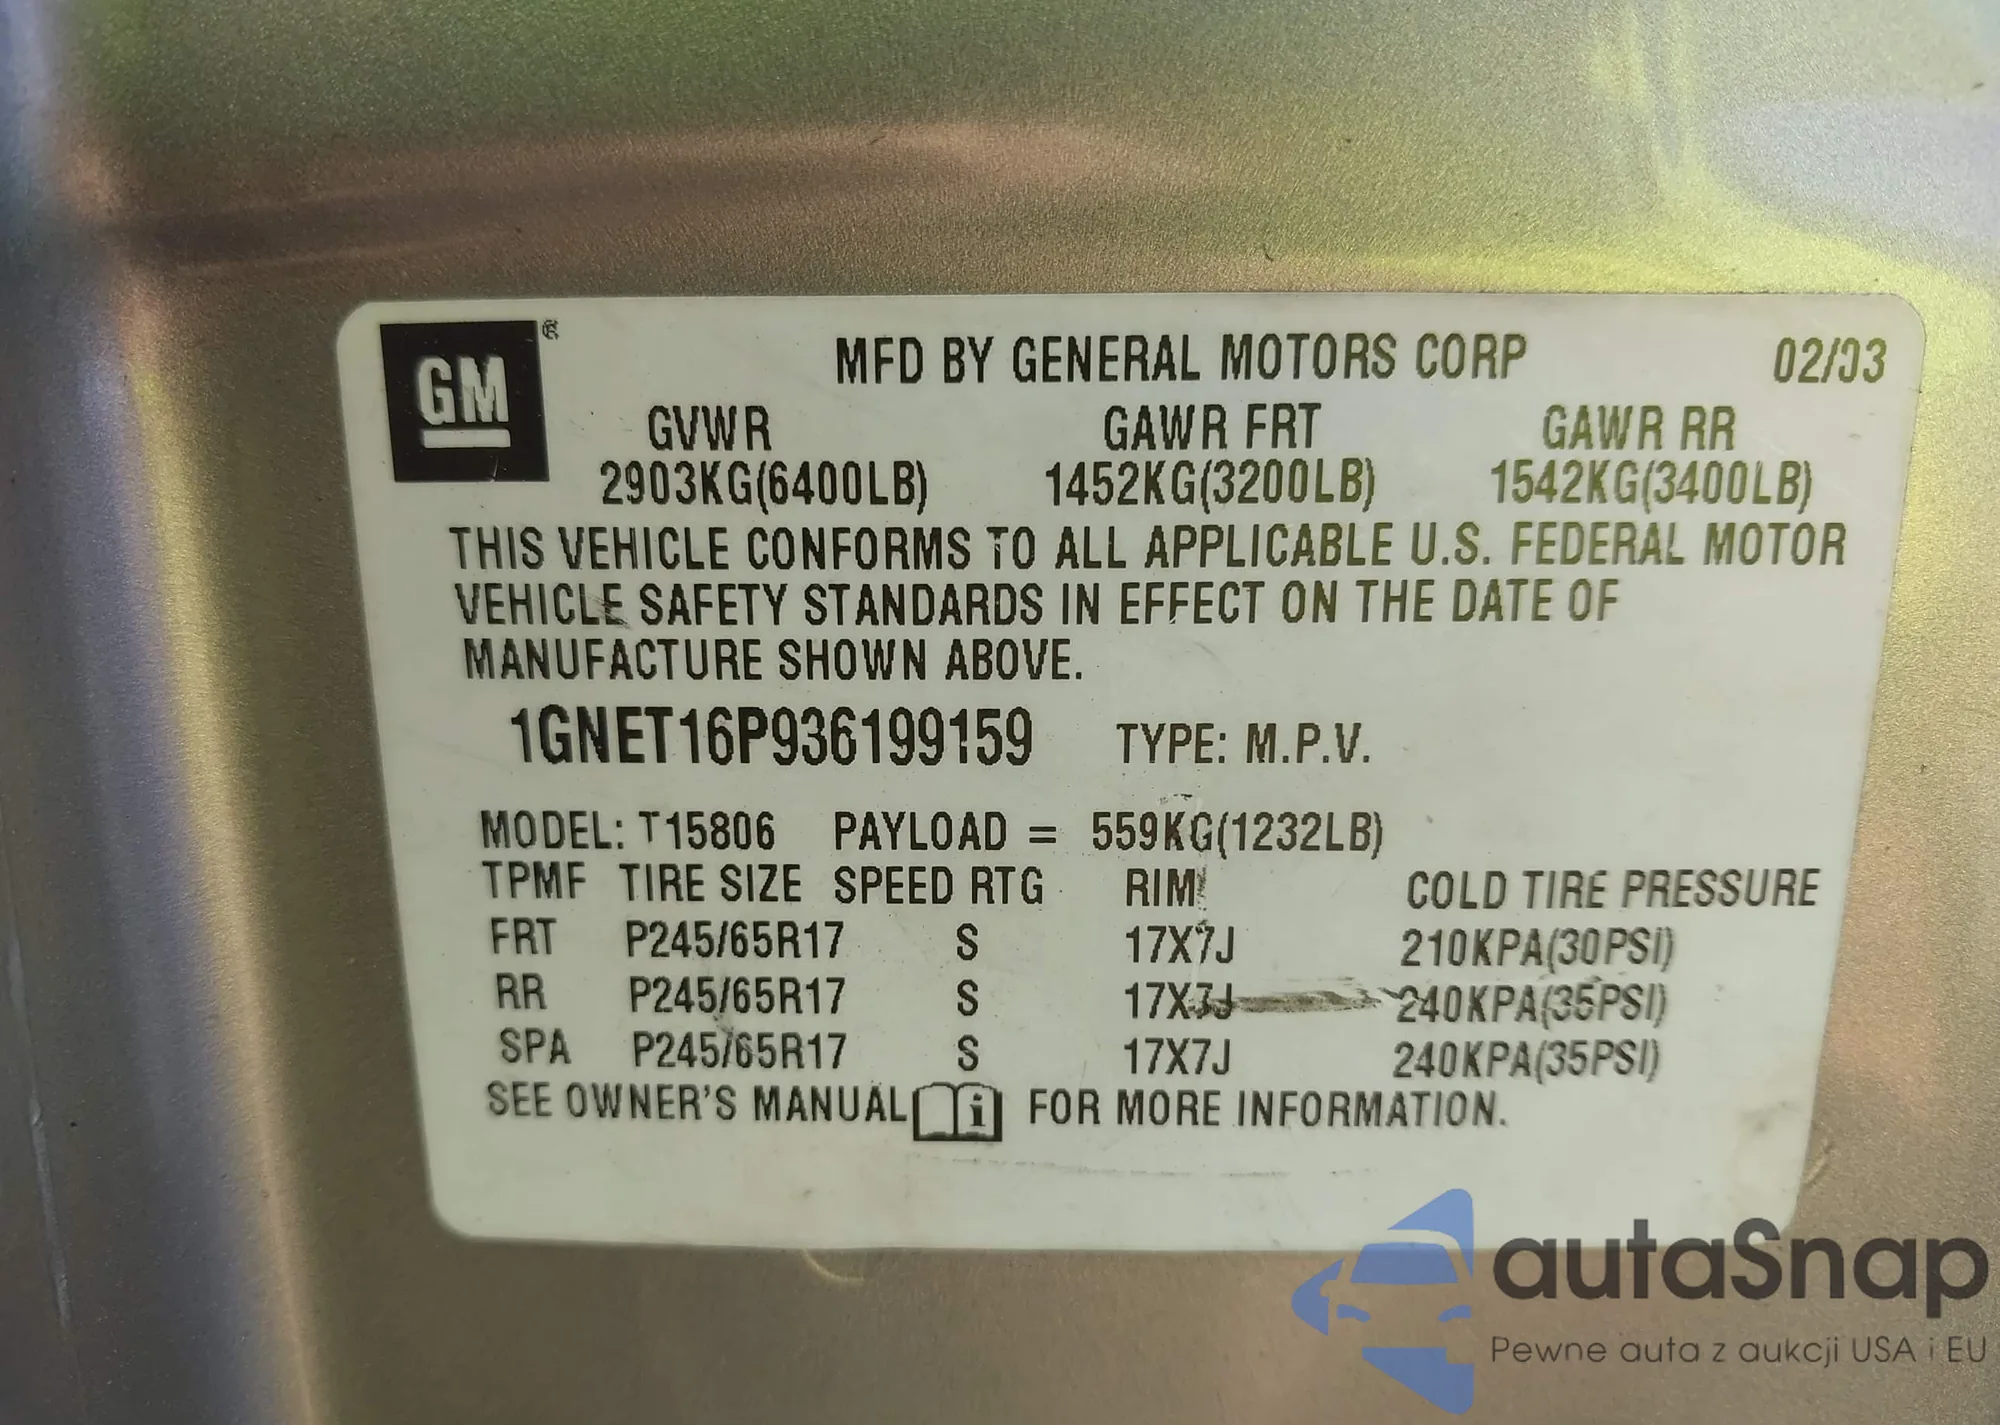 GM ®
MFD BY GENERAL MOTORS CORP 02/03
GVWR GAWR FRT GAWR RR
2903KG(6400LB) 1452KG(3200LB) 1542KG(3400LB)
THIS VEHICLE CONFORMS TO ALL APPLICABLE U.S. FEDERAL MOTOR
VEHICLE SAFETY STANDARDS IN EFFECT ON THE DATE OF
MANUFACTURE SHOWN ABOVE.
1GNET16P936199159 TYPE: M.P.V.
MODEL: T15806 PAYLOAD = 559KG(1232LB)
TPMF TIRE SIZE SPEED RTG RIM COLD TIRE PRESSURE
FRT P245/65R17 S 17X7J 210KPA(30PSI)
RR P245/65R17 S 17X7J 240KPA(35PSI)
SPA P245/65R17 S 17X7J 240KPA(35PSI)
SEE OWNER'S MANUAL i FOR MORE INFORMATION.
autaSnap
Pewne auta z aukcji USA i EU